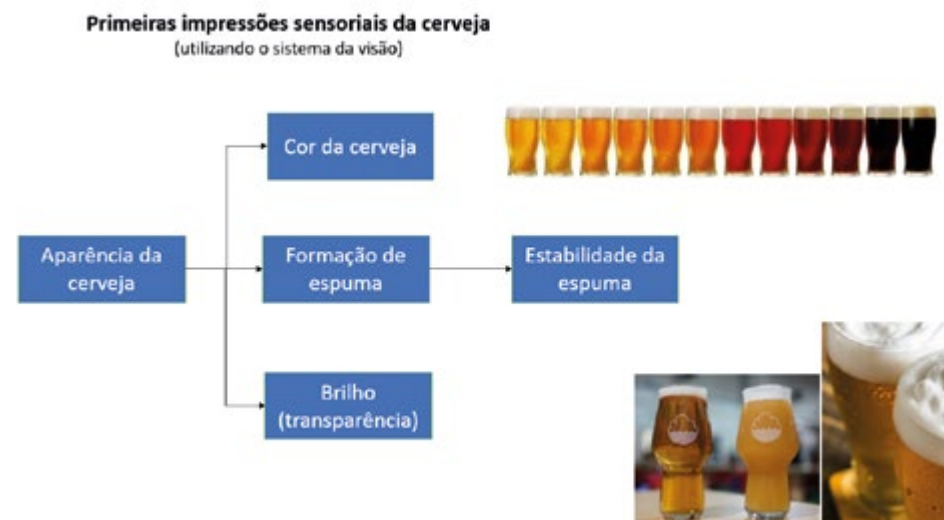 Primeiras impressões sensoriais da cerveja
(utilizando o sistema da visão)
Cor da cerveja
Aparência da
cerveja
Formação de
espuma
Estabilidade da
espuma
Brilho
(transparência)